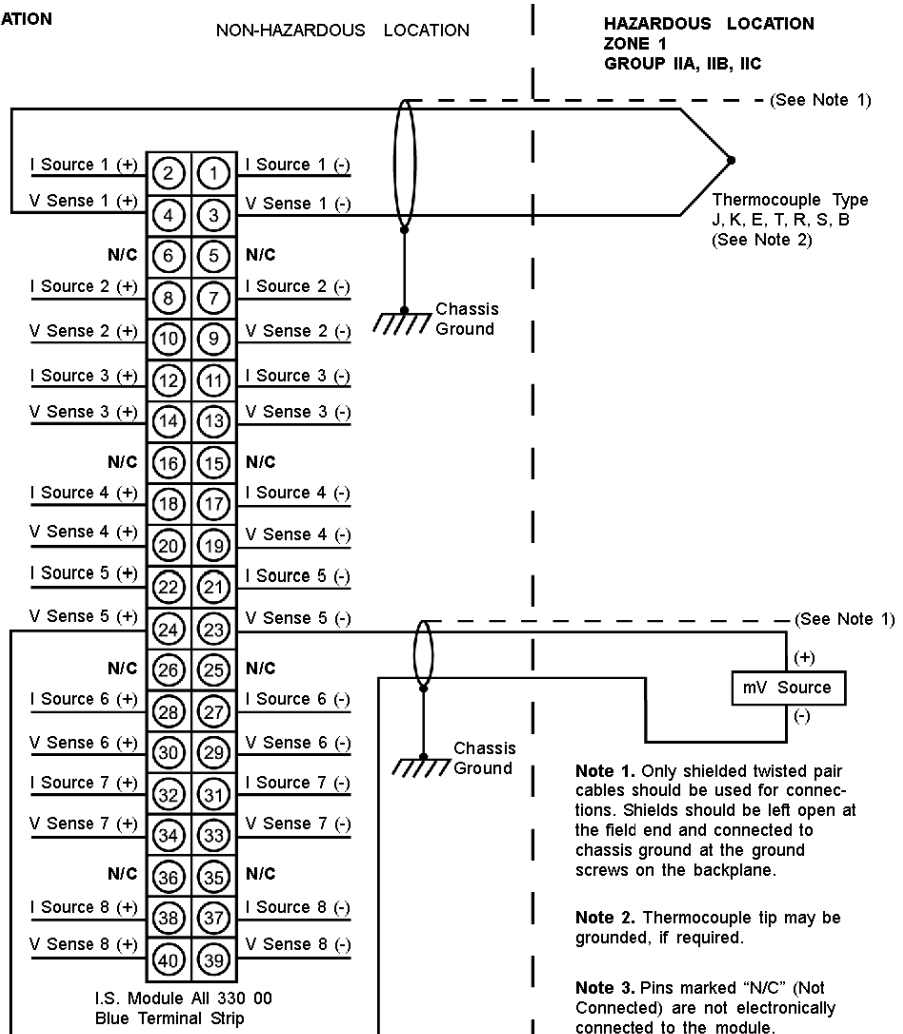 ATION
NON-HAZARDOUS LOCATION
HAZARDOUS LOCATION
ZONE 1
GROUP IIA, IIB, IIC
(See Note 1)
I Source 1 (+) 2 1 I Source 1 (-)
V Sense 1 (+) 4 3 V Sense 1 (-)
Thermocouple Type
J, K, E, T, R, S, B
(See Note 2)
N/C 6 5 N/C
I Source 2 (+) 8 7 I Source 2 (-)
Chassis
Ground
V Sense 2 (+) 10 9 V Sense 2 (-)
I Source 3 (+) 12 11 I Source 3 (-)
V Sense 3 (+) 14 13 V Sense 3 (-)
N/C 16 15 N/C
I Source 4 (+) 18 17 I Source 4 (-)
V Sense 4 (+) 20 19 V Sense 4 (-)
I Source 5 (+) 22 21 I Source 5 (-)
V Sense 5 (+) 24 23 V Sense 5 (-)
(See Note 1)
(+)
mV Source
(-)
N/C 26 25 N/C
I Source 6 (+) 28 27 I Source 6 (-)
V Sense 6 (+) 30 29 V Sense 6 (-)
Chassis
Ground
I Source 7 (+) 32 31 I Source 7 (-)
V Sense 7 (+) 34 33 V Sense 7 (-)
N/C 36 35 N/C
I Source 8 (+) 38 37 I Source 8 (-)
V Sense 8 (+) 40 39 V Sense 8 (-)
I.S. Module AII 330 00
Blue Terminal Strip
Note 1. Only shielded twisted pair
cables should be used for connec-
tions. Shields should be left open at
the field end and connected to
chassis ground at the ground
screws on the backplane.
Note 2. Thermocouple tip may be
grounded, if required.
Note 3. Pins marked “N/C” (Not
Connected) are not electronically
connected to the module.